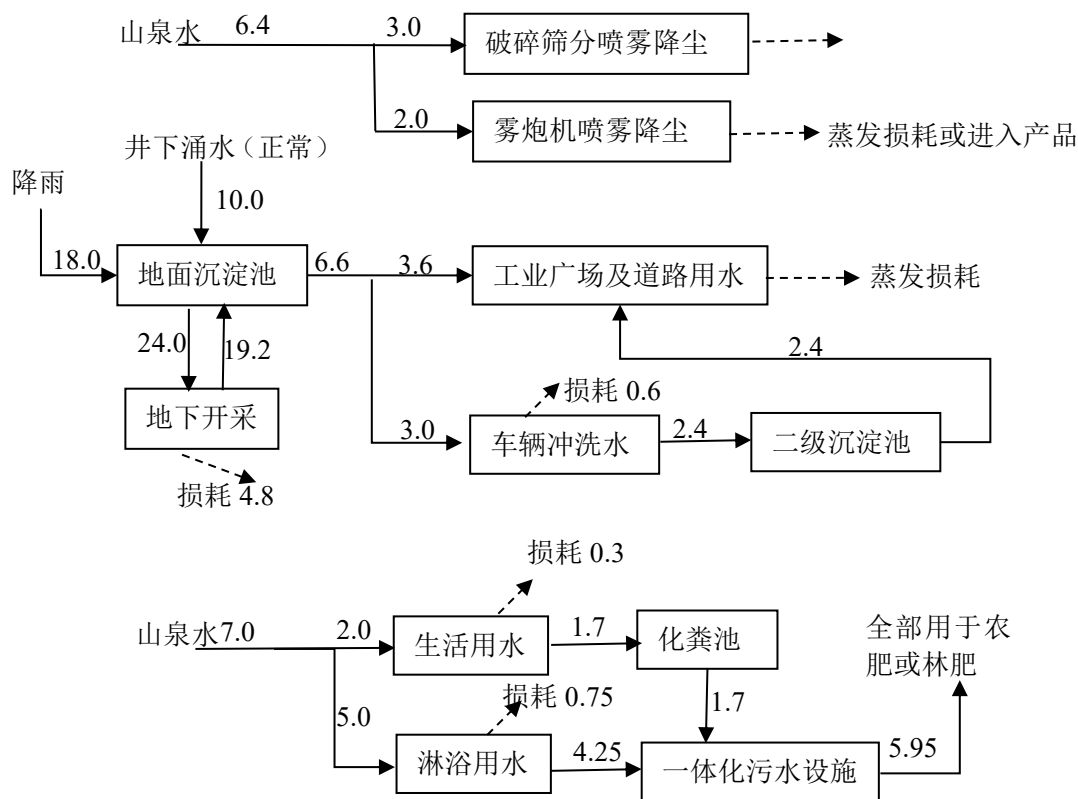 山泉水 6.4 3.0 破碎筛分喷雾降尘
2.0 雾炮机喷雾降尘 蒸发损耗或进入产品
井下涌水（正常）
降雨
10.0
18.0 地面沉淀池 6.6 3.6 工业广场及道路用水 蒸发损耗
24.0 19.2 2.4
损耗 0.6
地下开采 3.0 车辆冲洗水 2.4 二级沉淀池
损耗 4.8
损耗 0.3
山泉水7.0 2.0 生活用水 1.7 化粪池
全部用于农
肥或林肥
损耗 0.75
5.0 1.7
淋浴用水 4.25 一体化污水设施 5.95